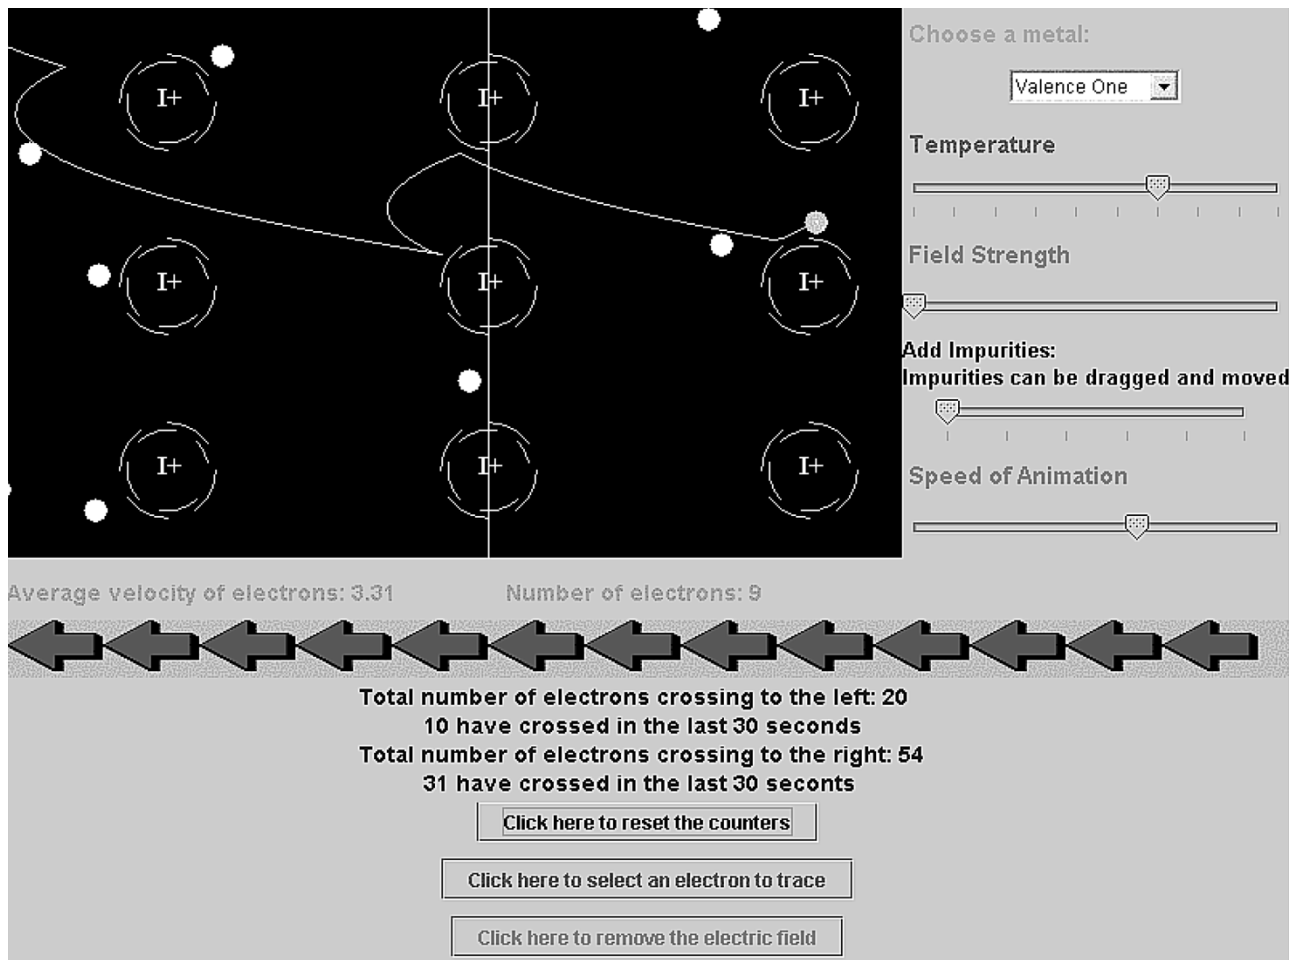 I+ I+ I+
I+ I+ I+
I+ I+ I+
Choose a metal:
Valence One
Temperature
Field Strength
Add Impurities:
Impurities can be dragged and moved
Speed of Animation
Average velocity of electrons: 3.31 Number of electrons: 9
Total number of electrons crossing to the left: 20
10 have crossed in the last 30 seconds
Total number of electrons crossing to the right: 54
31 have crossed in the last 30 seconts
Click here to reset the counters
Click here to select an electron to trace
Click here to remove the electric field